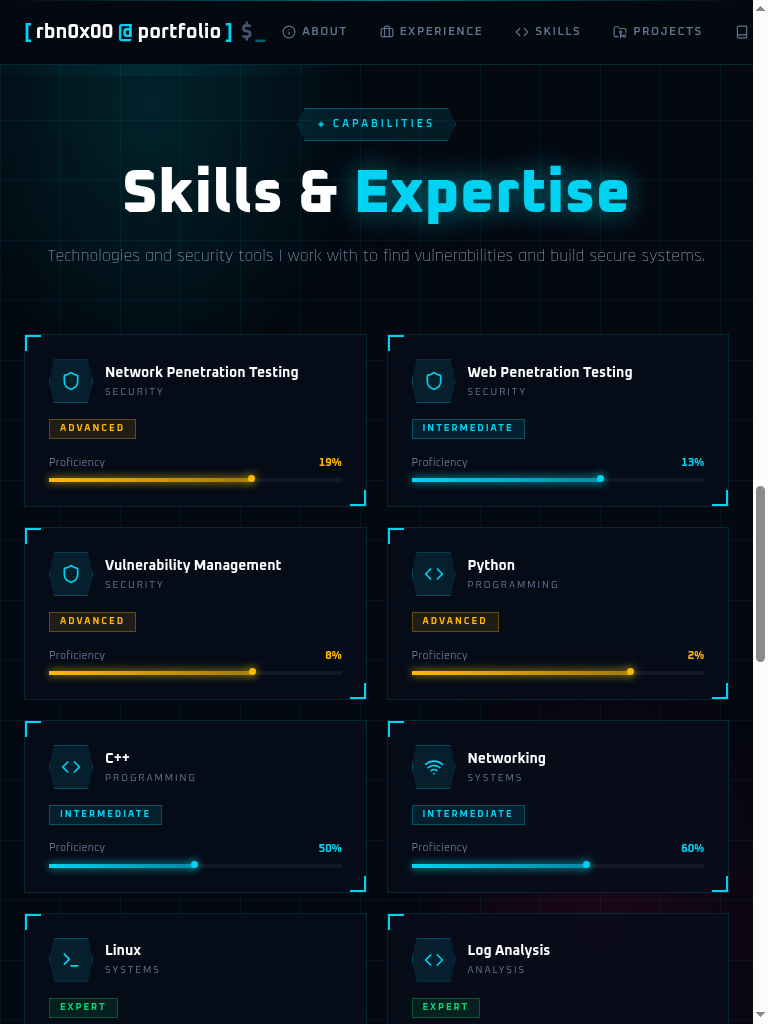 [ rbn0x00 @ portfolio ] $_
ABOUT
EXPERIENCE
SKILLS
PROJECTS
◈ CAPABILITIES
Skills & Expertise
Technologies and security tools I work with to find vulnerabilities and build secure systems.
Network Penetration Testing
SECURITY
ADVANCED
Proficiency 19%
Web Penetration Testing
SECURITY
INTERMEDIATE
Proficiency 13%
Vulnerability Management
SECURITY
ADVANCED
Proficiency 8%
Python
PROGRAMMING
ADVANCED
Proficiency 2%
C++
PROGRAMMING
INTERMEDIATE
Proficiency 50%
Networking
SYSTEMS
INTERMEDIATE
Proficiency 60%
Linux
SYSTEMS
EXPERT
Log Analysis
ANALYSIS
EXPERT